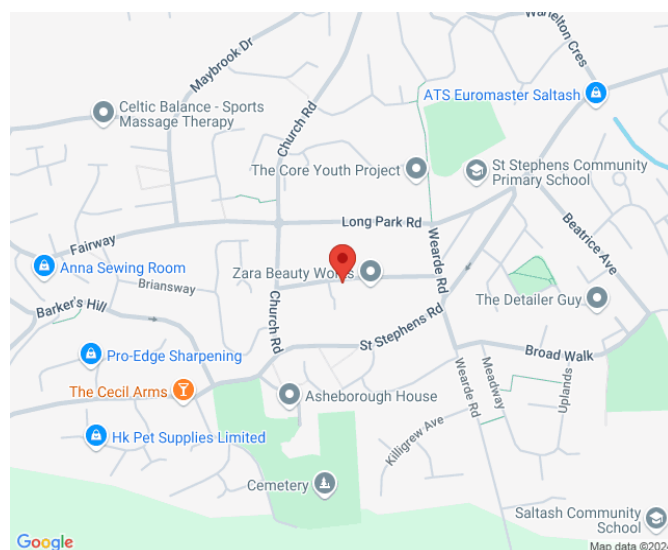 Warfelton Cres
Maybrook Dr
ATS Euromaster Saltash
Celtic Balance - Sports
Massage Therapy
Church Rd
The Core Youth Project
St Stephens Community
Primary School
Long Park Rd
Beatrice Ave
Fairway
Wearde Rd
Anna Sewing Room
Zara Beauty Works
Briansway
Barker's Hill
The Detailer Guy
Church Rd
St Stephens Rd
Pro-Edge Sharpening
Broad Walk
The Cecil Arms
Asheborough House
Wearde Rd
Meadway
Uplands
Hk Pet Supplies Limited
Killigrew Ave
Cemetery
Saltash Community
School
Google
Map data ©2024